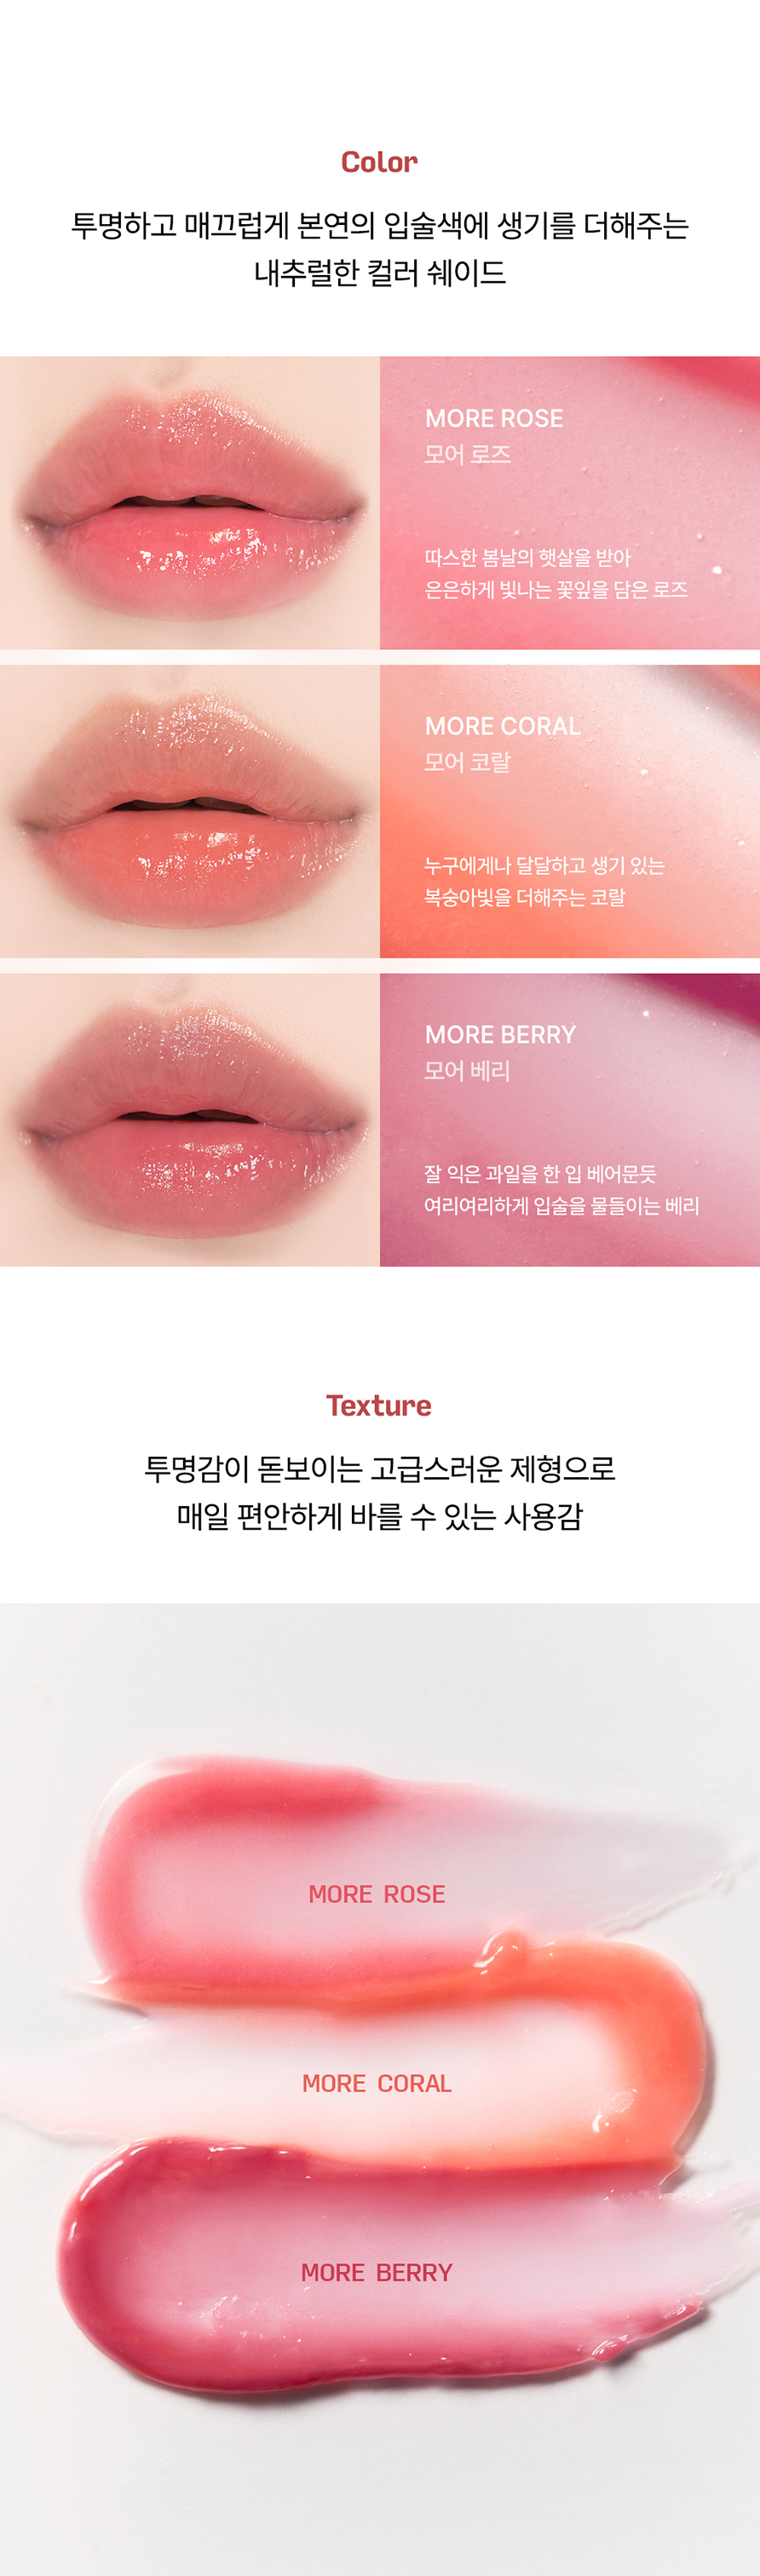 Color
투명하고 매끄럽게 본연의 입술색에 생기를 더해주는
내추럴한 컬러 쉐이드
MORE ROSE
모어 로즈
따스한 봄날의 햇살을 받아
은은하게 빛나는 꽃잎을 담은 로즈
MORE CORAL
모어 코랄
누구에게나 달달하고 생기 있는
복숭아빛을 더해주는 코랄
MORE BERRY
모어 베리
잘 익은 과일을 한 입 베어문듯
여리여리하게 입술을 물들이는 베리
Texture
투명감이 돋보이는 고급스러운 제형으로
매일 편안하게 바를 수 있는 사용감
MORE ROSE
MORE CORAL
MORE BERRY